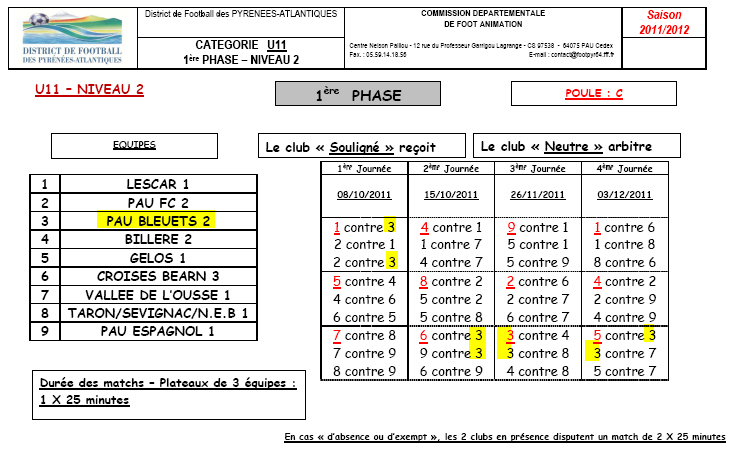 DISTRICT DE FOOTBALL
DES PYRÉNÉES-ATLANTIQUES
District de Football des PYRENEES-ATLANTIQUES
CATEGORIE U11
1ère PHASE – NIVEAU 2
COMMISSION DEPARTEMENTALE
DE FOOT ANIMATION
Centre Nelson Paillou - 12 rue du Professeur Garrigou Lagrange - CS 97538 - 64075 PAU Cedex
Fax : 05.59.14.18.56 E-mail : contact@footpyr64.fff.fr
Saison
2011/2012
U11 – NIVEAU 2
1ère PHASE
POULE : C
EQUIPES
Le club « Souligné » reçoit
Le club « Neutre » arbitre
1 LESCAR 1
2 PAU FC 2
3 PAU BLEUETS 2
4 BILLERE 2
5 GELOS 1
6 CROISES BEARN 3
7 VALLEE DE L'OUSSE 1
8 TARON/SEVIGNAC/N.E.B 1
9 PAU ESPAGNOL 1
1ère Journée 2ème Journée 3ème Journée 4ème Journée
08/10/2011 15/10/2011 26/11/2011 03/12/2011
1 contre 3 4 contre 1 9 contre 1 1 contre 6
2 contre 1 1 contre 7 5 contre 1 1 contre 8
2 contre 3 4 contre 7 5 contre 9 8 contre 6
5 contre 4 8 contre 2 2 contre 6 4 contre 2
4 contre 6 5 contre 2 2 contre 7 2 contre 9
6 contre 5 5 contre 8 6 contre 7 4 contre 9
7 contre 8 6 contre 3 3 contre 4 5 contre 3
7 contre 9 9 contre 3 3 contre 8 3 contre 7
8 contre 9 6 contre 9 4 contre 8 5 contre 7
Durée des matchs – Plateaux de 3 équipes :
1 X 25 minutes
En cas « d'absence ou d'exempt », les 2 clubs en présence disputent un match de 2 X 25 minutes